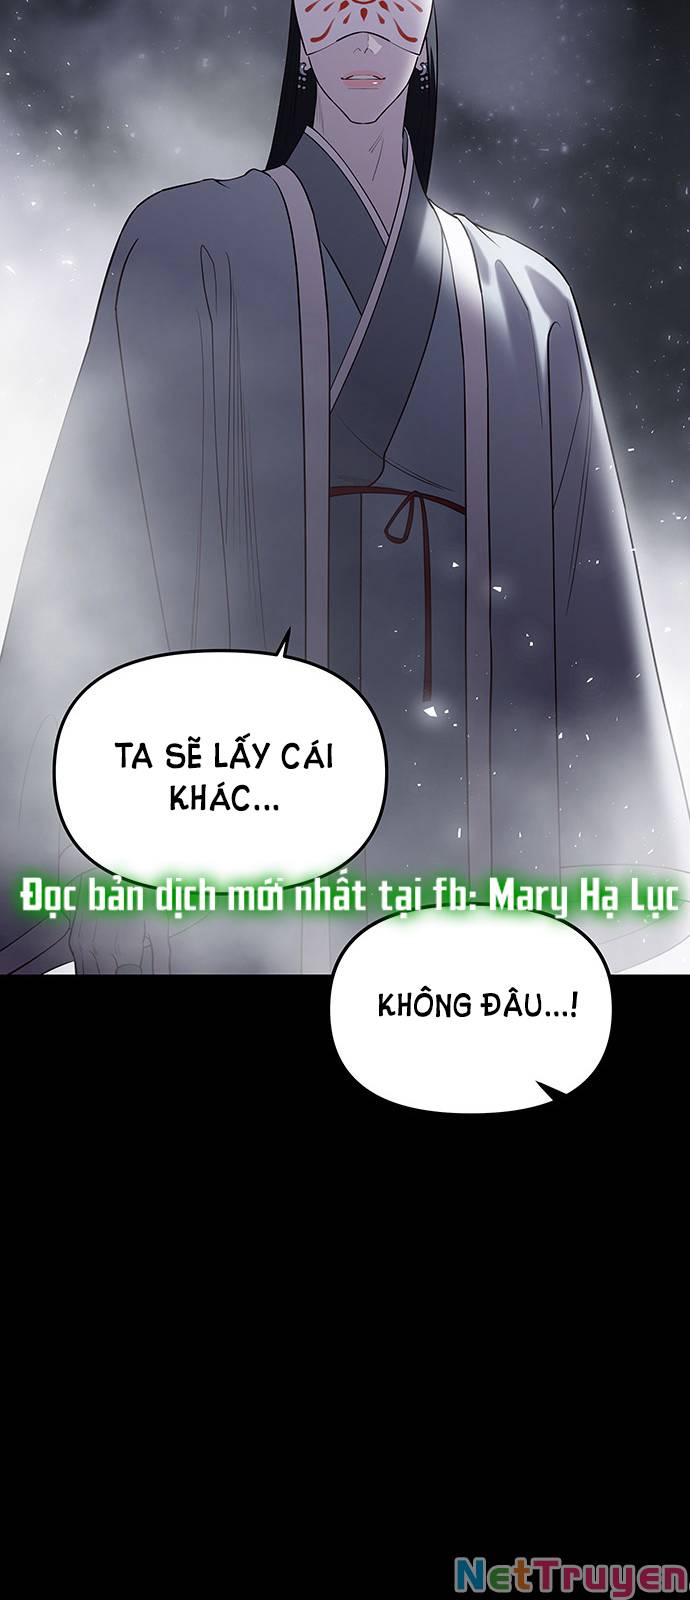 TA SẼ LẤY CÁI
KHÁC...
Đọc bản dịch mới nhất tại fb: Mary Hạ Lục
KHÔNG ĐÂU...!
NetTruyen